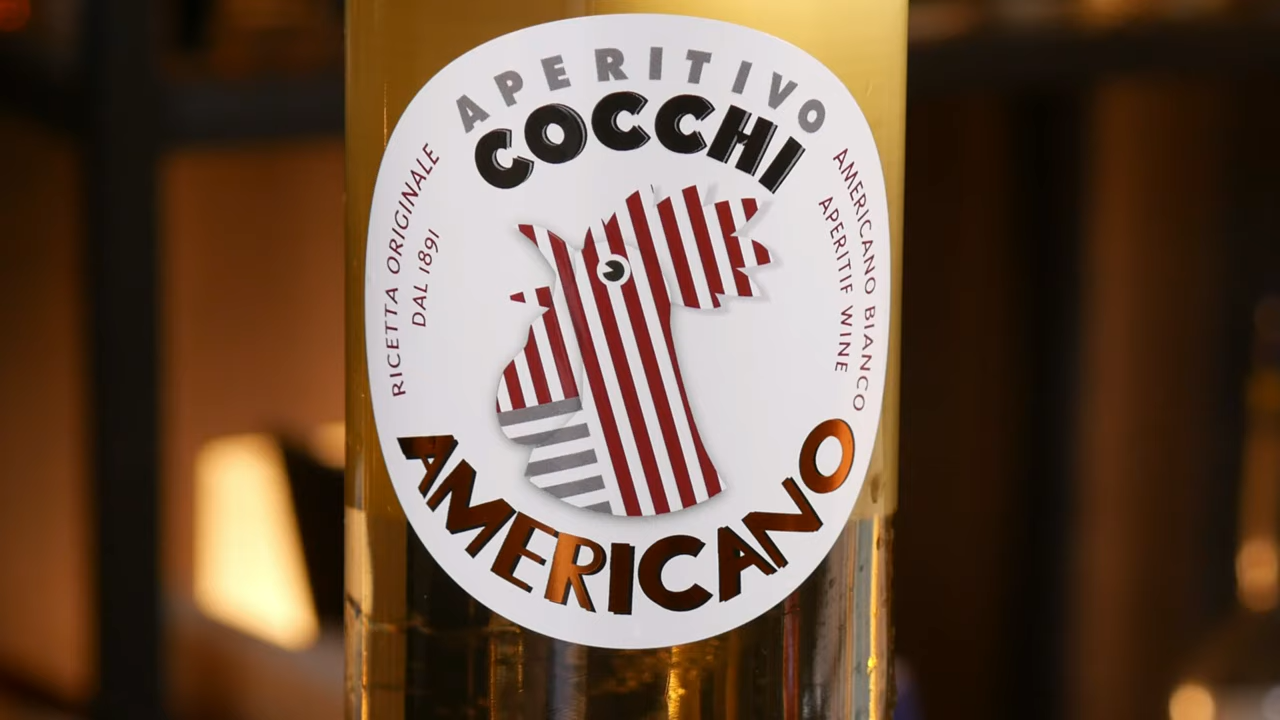 APERITIVO
COCCHI
RICETTA ORIGINALE
DAL 1891
AMERICANO BIANCO
APERITIF WINE
AMERICANO